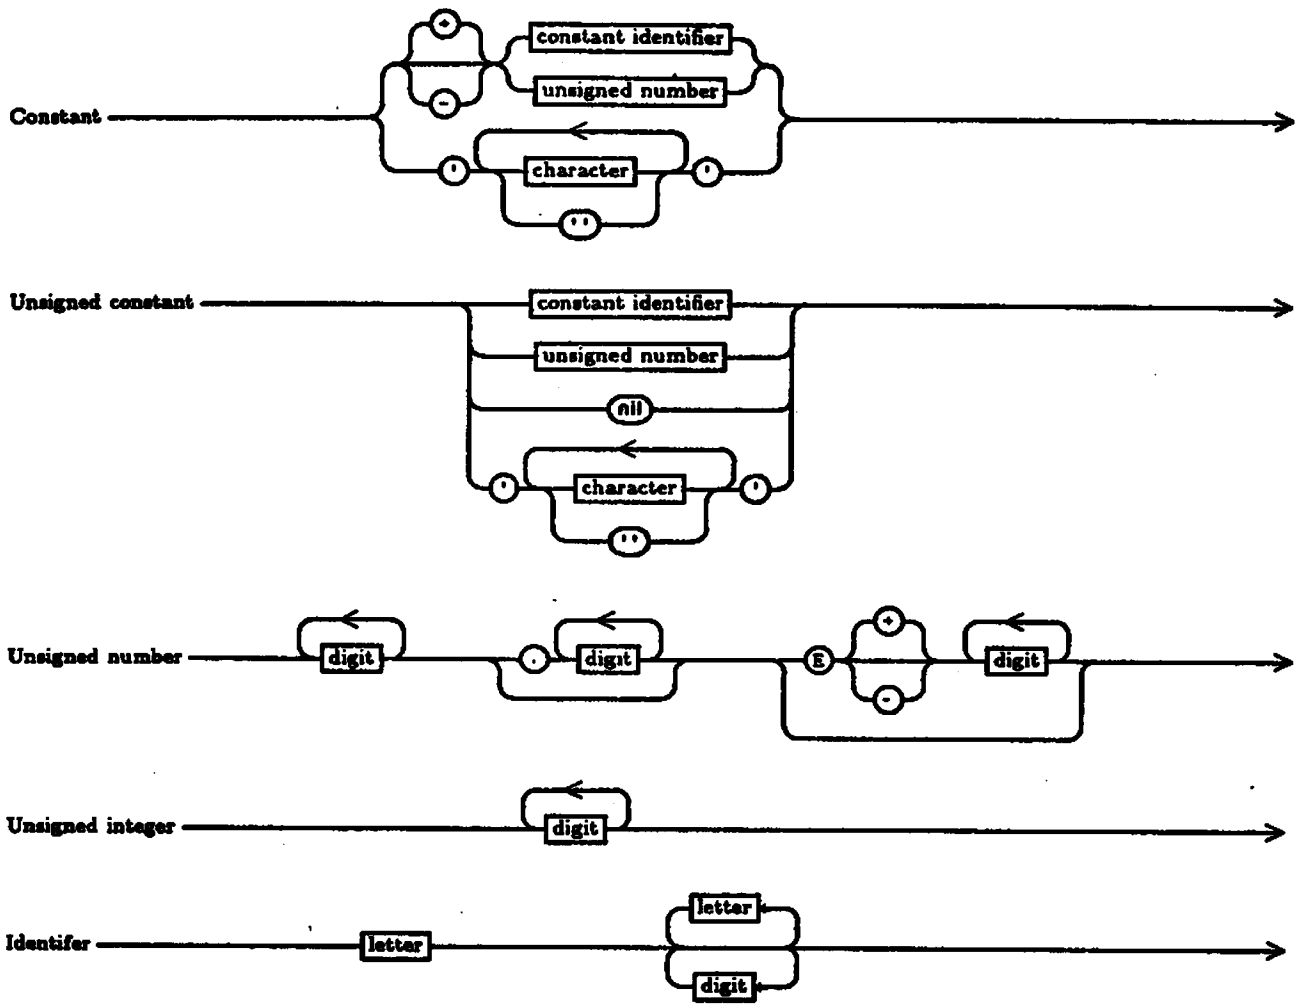 +
constant identifier
unsigned number
Constant
-
' character '
''
Unsigned constant constant identifier
unsigned number
nil
' character '
''
+
Unsigned number digit . digit E digit
-
Unsigned integer digit
letter
Identifer letter
digit